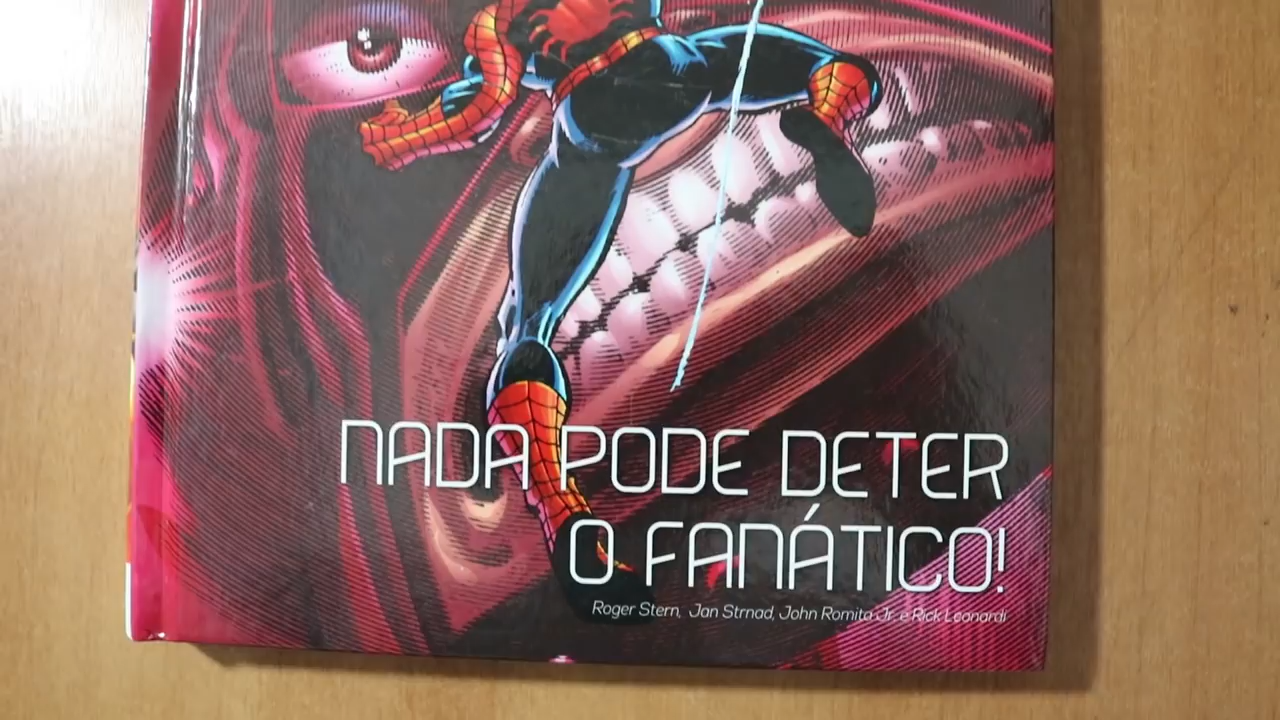 NADA PODE DETER
O FANÁTICO!
Roger Stern, Jan Strnad, John Romita Jr. e Rick Leonardi